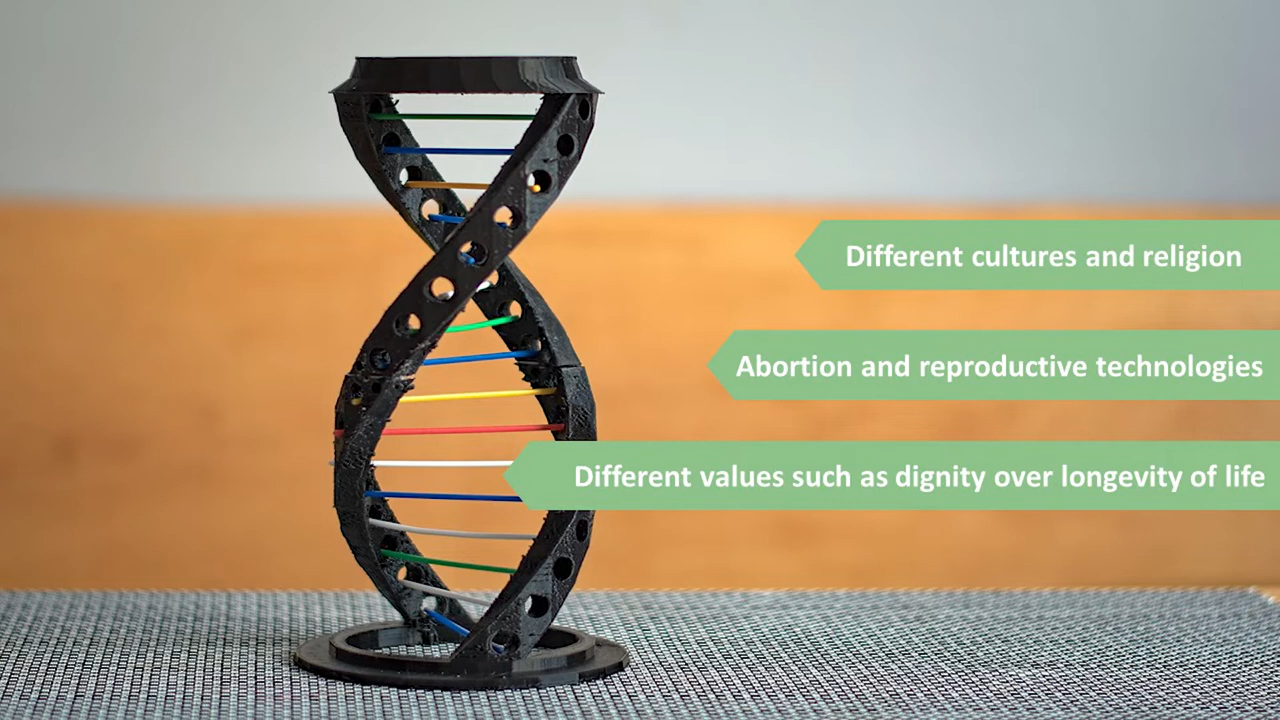 Different cultures and religion
Abortion and reproductive technologies
Different values such as dignity over longevity of life